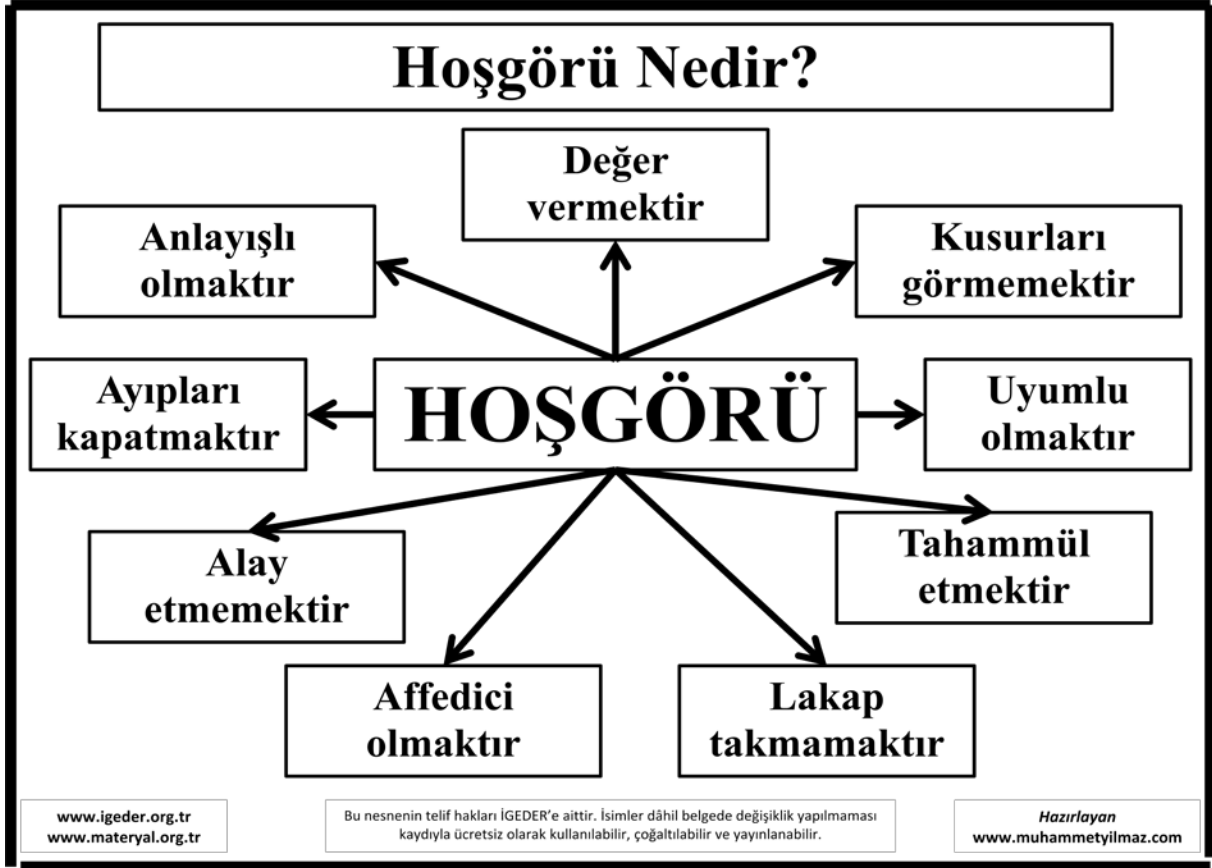 Hoşgörü Nedir?
Değer
vermektir
Anlayışlı
olmaktır
Kusurları
görmemektir
Ayıpları
kapatmaktır
HOŞGÖRÜ
Uyumlu
olmaktır
Alay
etmemektir
Tahammül
etmektir
Affedici
olmaktır
Lakap
takmamaktır
www.igeder.org.tr
www.materyal.org.tr
Bu nesnenin telif hakları İGEDER'e aittir. İsimler dâhil belgede değişiklik yapılmaması
kaydıyla ücretsiz olarak kullanılabilir, çoğaltılabilir ve yayınlanabilir.
Hazırlayan
www.muhammetyilmaz.com